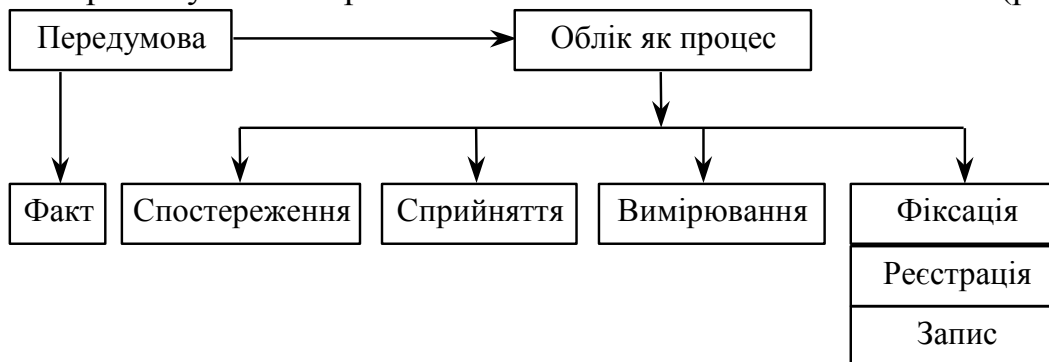 Передумова
Облік як процес
Факт
Спостереження
Сприйняття
Вимірювання
Фіксація
Реєстрація
Запис